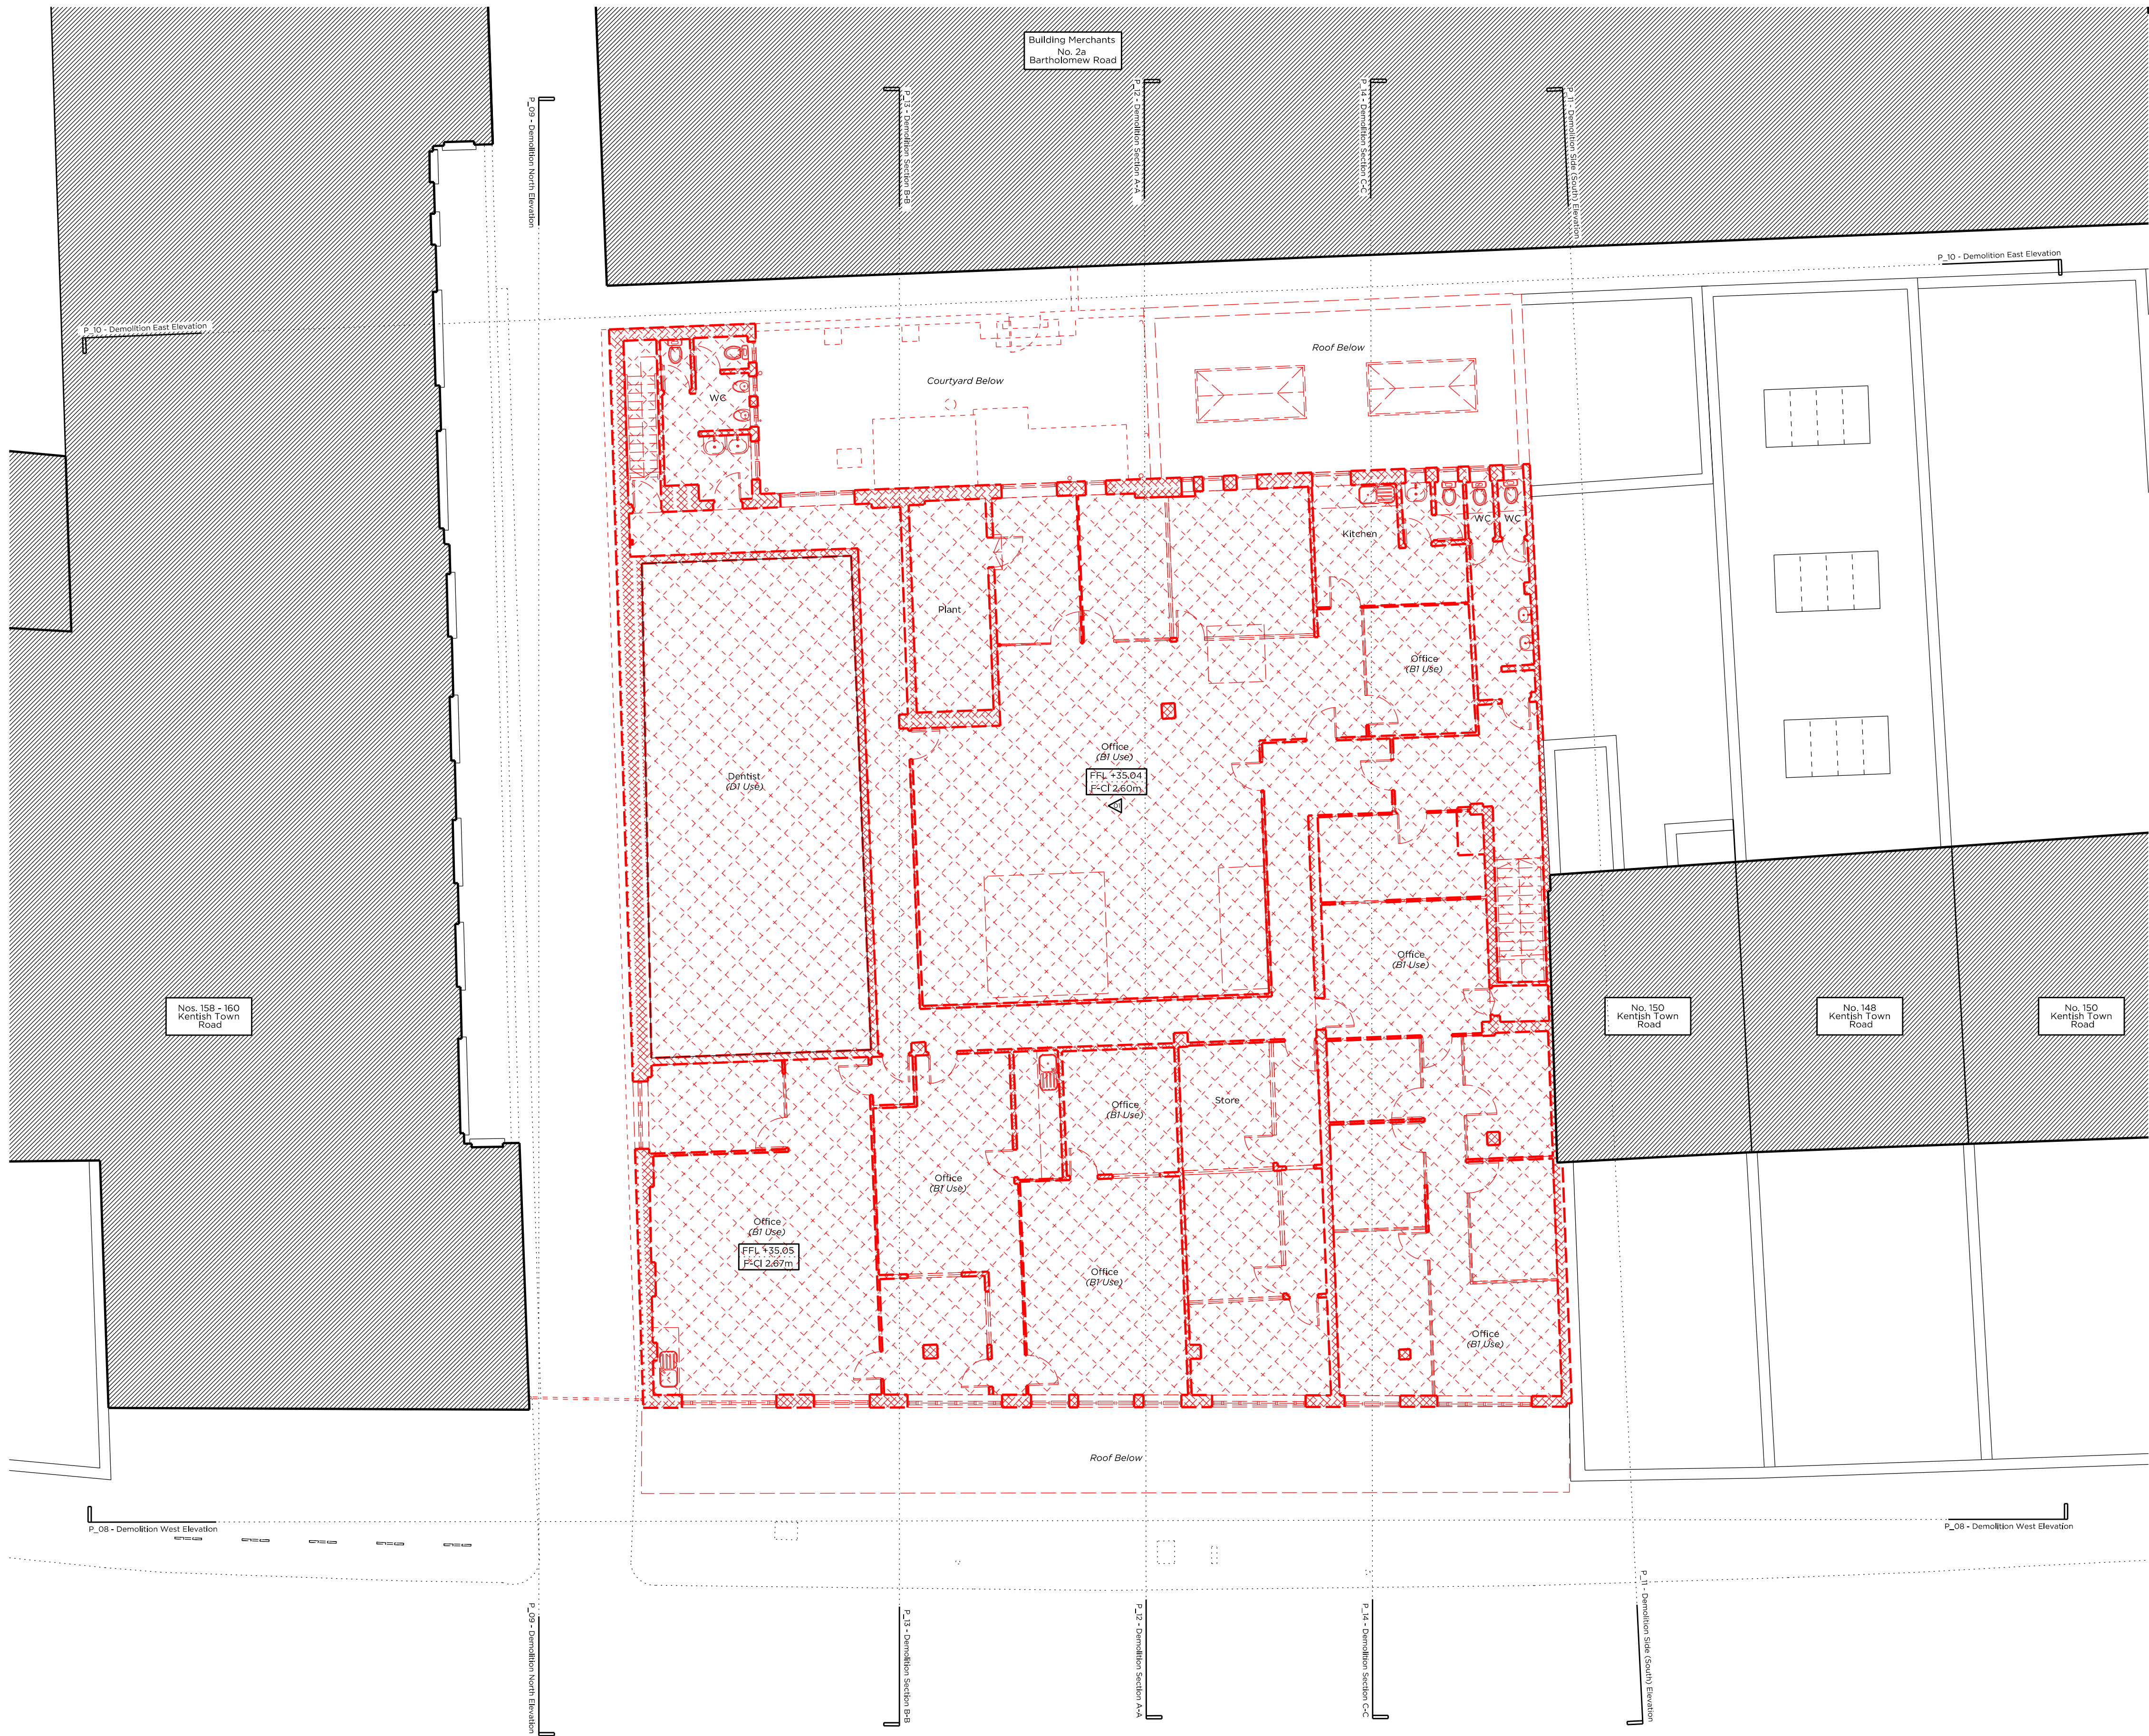 Building Merchants
No. 2a
Bartholomew Road
P_09 - Demolition North Elevation
P_13 - Demolition Section B-B
P_12 - Demolition Section A-A
P_14 - Demolition Section C-C
P_11 - Demolition Side (South) Elevation
P_10 - Demolition East Elevation
P_10 - Demolition East Elevation
Roof Below
Courtyard Below
WC
WC
WC
Kitchen
Plant
Office
(B1 Use)
Office
(B1 Use)
FFL +35.04
F-Cl 2.60m
Dentist
(D1 Use)
Office
(B1 Use)
Nos. 158 - 160
Kentish Town
Road
No. 150
Kentish Town
Road
No. 148
Kentish Town
Road
No. 150
Kentish Town
Road
Office
(B1 Use)
Store
Office
(B1 Use)
Office
(B1 Use)
FFL +35.05
F-Cl 2.67m
Office
(B1 Use)
Office
(B1 Use)
Roof Below
P_08 - Demolition West Elevation
P_08 - Demolition West Elevation
P_09 - Demolition North Elevation
P_13 - Demolition Section B-B
P_12 - Demolition Section A-A
P_14 - Demolition Section C-C
P_11 - Demolition Side (South) Elevation